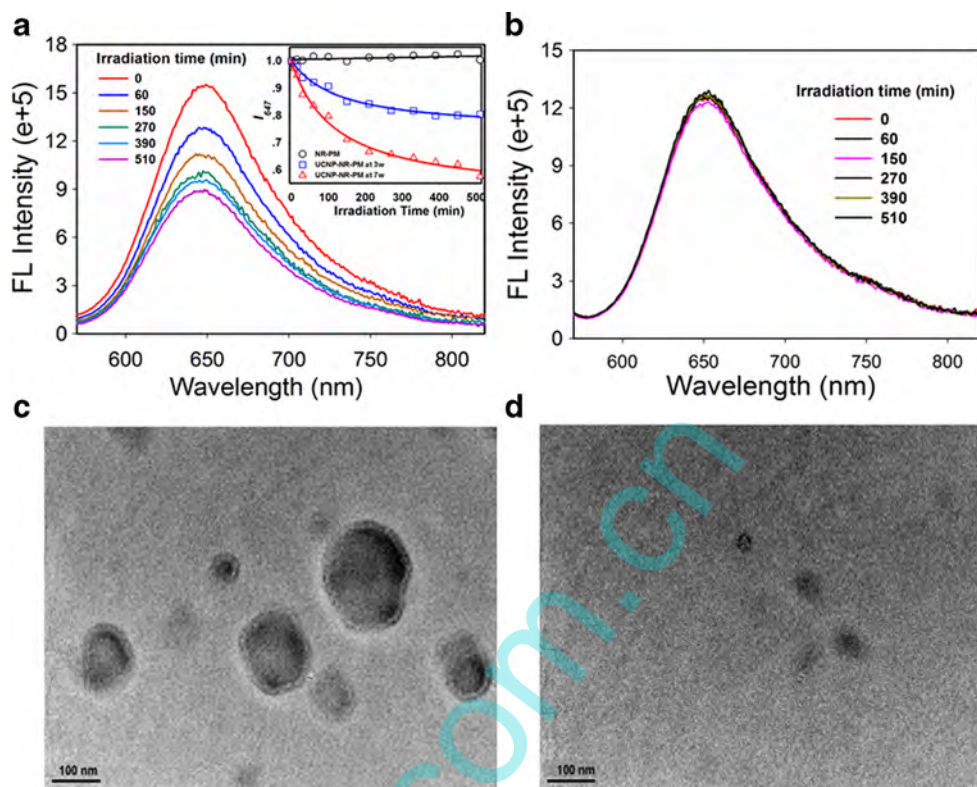 a
18
15
12
9
6
3
0
FL Intensity (e+5)
600 650 700 750 800
Wavelength (nm)
Irradiation time (min)
0
60
150
270
390
510
1.0
.9
.8
.7
.6
I647
0 100 200 300 400 500
Irradiation Time (min)
NR-PM
UCNP-NR-PM at 3w
UCNP-NR-PM at 7w
b
15
12
9
6
3
0
FL Intensity (e+5)
600 650 700 750 800
Wavelength (nm)
Irradiation time (min)
0
60
150
270
390
510
c
100 nm
d
100 nm
com.cn